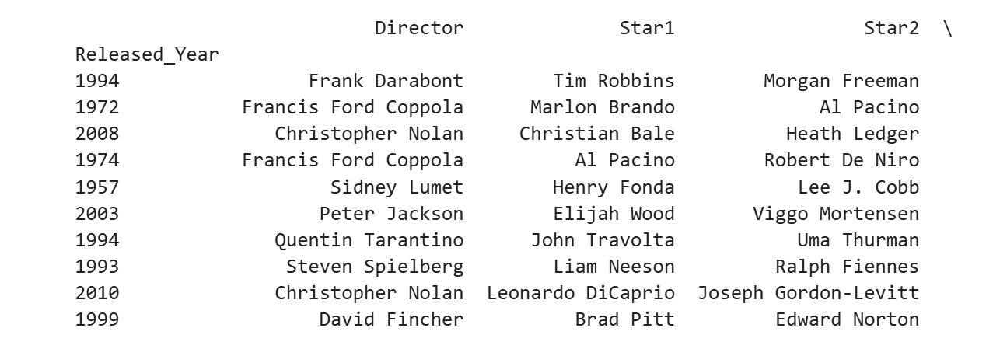 Director Star1 Star2 \
Released_Year
1994 Frank Darabont Tim Robbins Morgan Freeman
1972 Francis Ford Coppola Marlon Brando Al Pacino
2008 Christopher Nolan Christian Bale Heath Ledger
1974 Francis Ford Coppola Al Pacino Robert De Niro
1957 Sidney Lumet Henry Fonda Lee J. Cobb
2003 Peter Jackson Elijah Wood Viggo Mortensen
1994 Quentin Tarantino John Travolta Uma Thurman
1993 Steven Spielberg Liam Neeson Ralph Fiennes
2010 Christopher Nolan Leonardo DiCaprio Joseph Gordon-Levitt
1999 David Fincher Brad Pitt Edward Norton